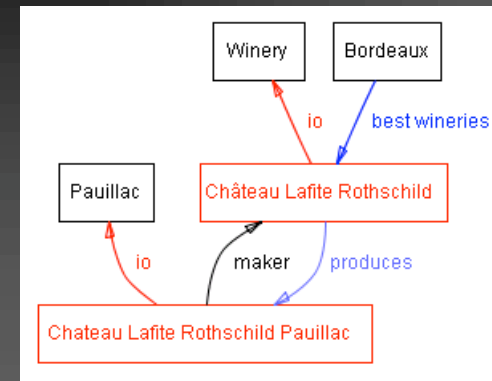 Winery
Bordeaux
io
best wineries
Pauillac
Château Lafite Rothschild
io
maker
produces
Chateau Lafite Rothschild Pauillac